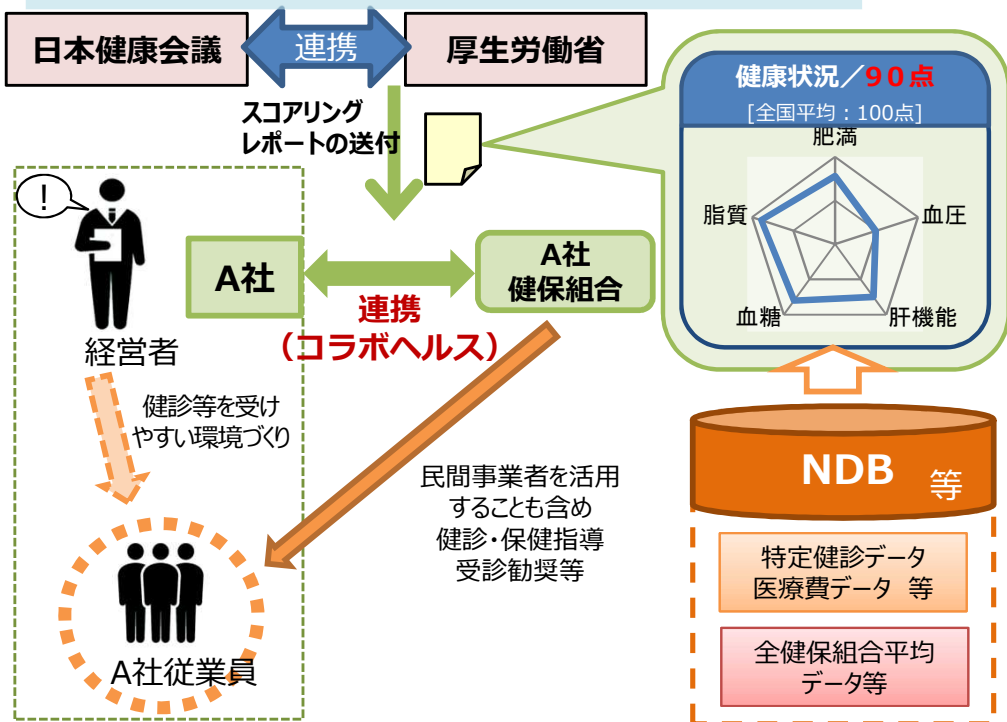 日本健康会議
連携
厚生労働省
スコアリング
レポートの送付
健康状況／９０点
[全国平均：100点]
肥満
脂質
血圧
血糖
肝機能
！
経営者
A社
A社
健保組合
連携
（コラボヘルス）
健診等を受け
やすい環境づくり
民間事業者を活用
することも含め
健診・保健指導
受診勧奨等
A社従業員
NDB 等
特定健診データ
医療費データ 等
全健保組合平均
データ等